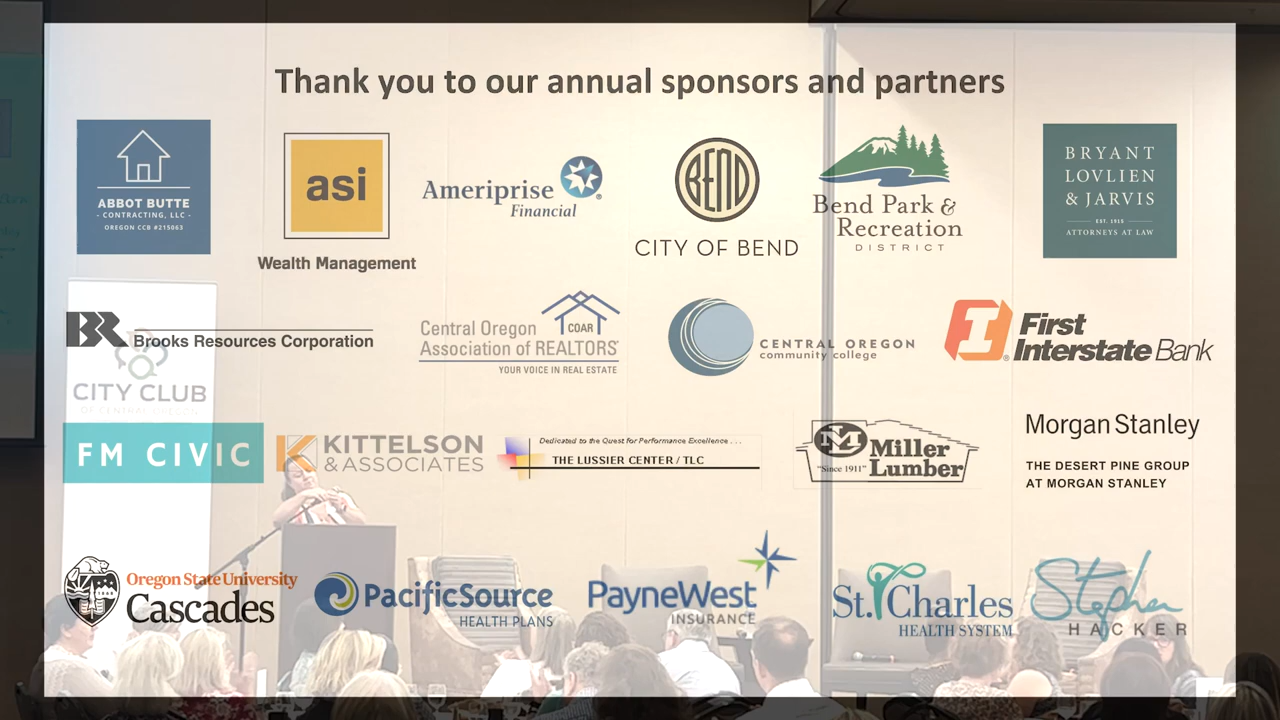 Thank you to our annual sponsors and partners
ABBOT BUTTE
- CONTRACTING, LLC -
OREGON CCB #215063
asi
Wealth Management
Ameriprise
Financial
BEND
CITY OF BEND
Bend Park &
Recreation
DISTRICT
BRYANT
LOVLIEN
& JARVIS
EST. 1915
ATTORNEYS AT LAW
BR
Brooks Resources Corporation
Central Oregon
COAR
Association of REALTORS®
YOUR VOICE IN REAL ESTATE
CENTRAL OREGON
community college
First
Interstate Bank
CITY CLUB
OF CENTRAL OREGON
FM CIVIC
KITTELSON
& ASSOCIATES
Dedicated to the Quest for Performance Excellence . . .
THE LUSSIER CENTER / TLC
M
Miller
Lumber
"Since 1911"
Morgan Stanley
THE DESERT PINE GROUP
AT MORGAN STANLEY
Oregon State University
Cascades
PacificSource
HEALTH PLANS
PayneWest
INSURANCE
St. Charles
HEALTH SYSTEM
Stephen
HACKER